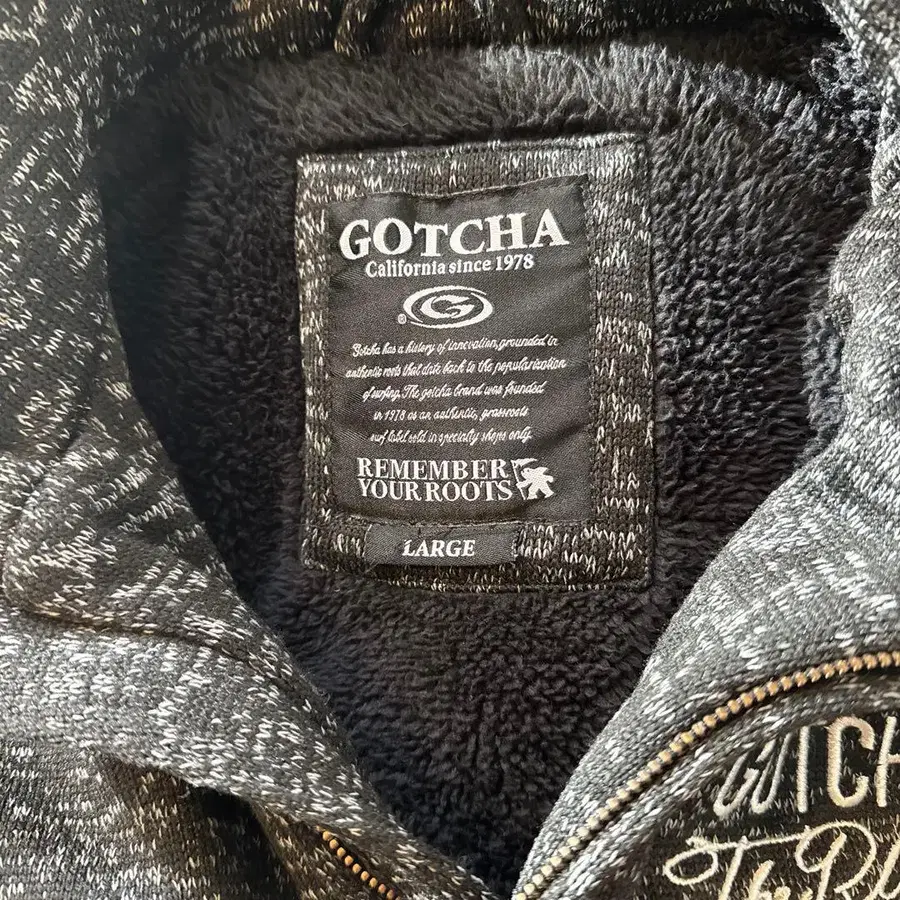 GOTCHA
California since 1978
G
®
Gotcha has a history of innovation,grounded in
authentic roots that date back to the popularization
of surfing. The gotcha brand was founded
in 1978 as an authentic, grassroots
surf label sold in specialty shops only.
REMEMBER
YOUR ROOTS
LARGE
GOTCH
The